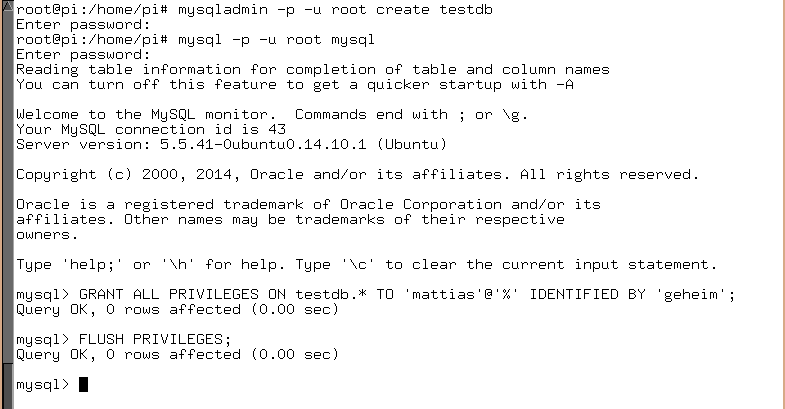 root@pi:/home/pi# mysqladmin -p -u root create testdb
Enter password:
root@pi:/home/pi# mysql -p -u root mysql
Enter password:
Reading table information for completion of table and column names
You can turn off this feature to get a quicker startup with -A

Welcome to the MySQL monitor.  Commands end with ; or \g.
Your MySQL connection id is 43
Server version: 5.5.41-0ubuntu0.14.10.1 (Ubuntu)

Copyright (c) 2000, 2014, Oracle and/or its affiliates. All rights reserved.

Oracle is a registered trademark of Oracle Corporation and/or its
affiliates. Other names may be trademarks of their respective
owners.

Type 'help;' or '\h' for help. Type '\c' to clear the current input statement.

mysql> GRANT ALL PRIVILEGES ON testdb.* TO 'mattias'@'%' IDENTIFIED BY 'geheim';
Query OK, 0 rows affected (0.00 sec)

mysql> FLUSH PRIVILEGES;
Query OK, 0 rows affected (0.00 sec)

mysql>